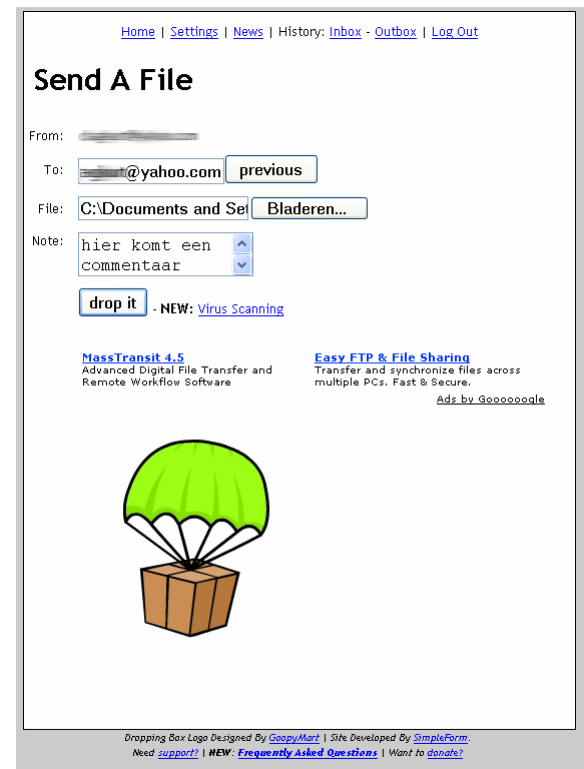 Home | Settings | News | History: Inbox - Outbox | Log Out
Send A File
From:
To: @yahoo.com previous
File: C:\Documents and Set Bladeren...
Note: hier komt een
commentaar
drop it - NEW: Virus Scanning
MassTransit 4.5
Advanced Digital File Transfer and
Remote Workflow Software
Easy FTP & File Sharing
Transfer and synchronize files across
multiple PCs. Fast & Secure.
Ads by Goooooogle
Dropping Box Logo Designed By GoopyMart | Site Developed By SimpleForm.
Need support? | NEW: Frequently Asked Questions | Want to donate?